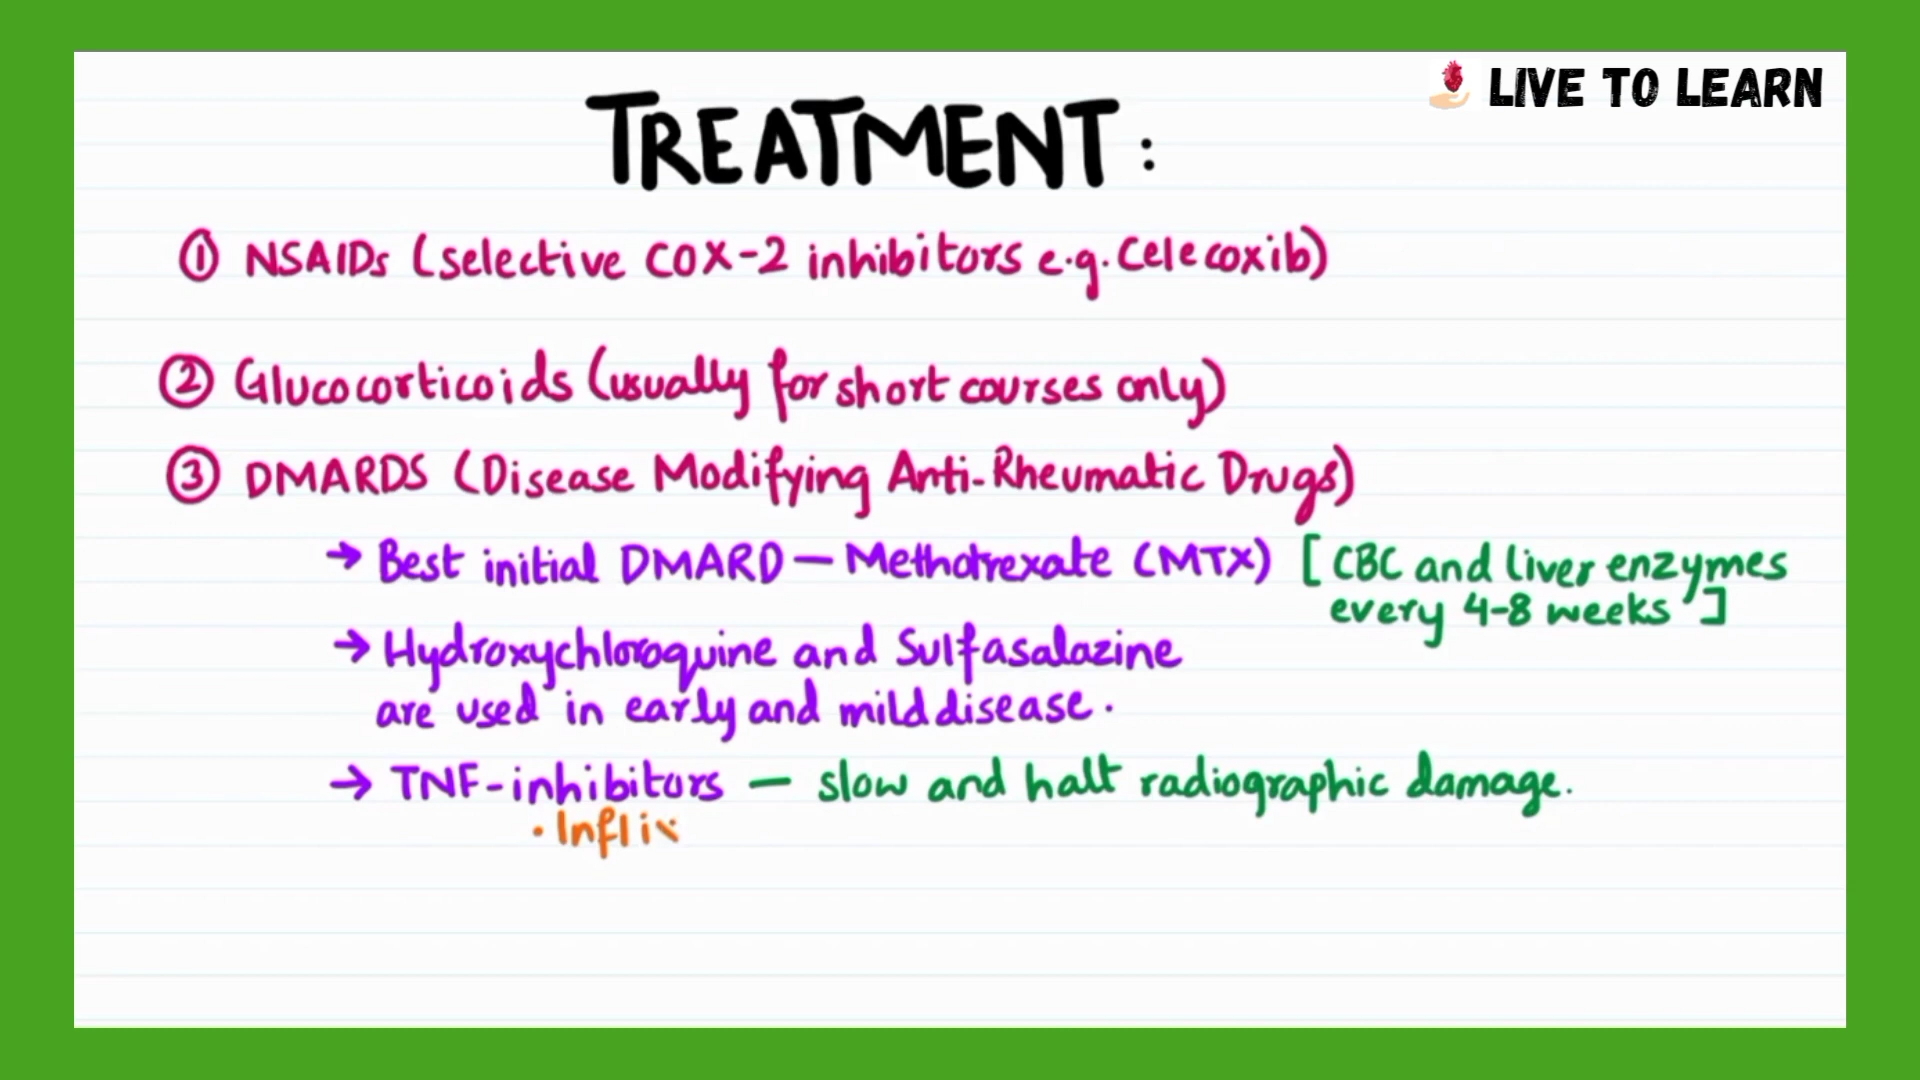 LIVE TO LEARN
TREATMENT:
① NSAIDs (selective COX-2 inhibitors e.g. Celecoxib)
② Glucocorticoids (usually for short courses only)
③ DMARDS (Disease Modifying Anti-Rheumatic Drugs)
→ Best initial DMARD — Methotrexate (MTX) [CBC and liver enzymes
every 4-8 weeks]
→ Hydroxychloroquine and Sulfasalazine
are used in early and mild disease.
→ TNF-inhibitors — slow and halt radiographic damage.
• Inflix